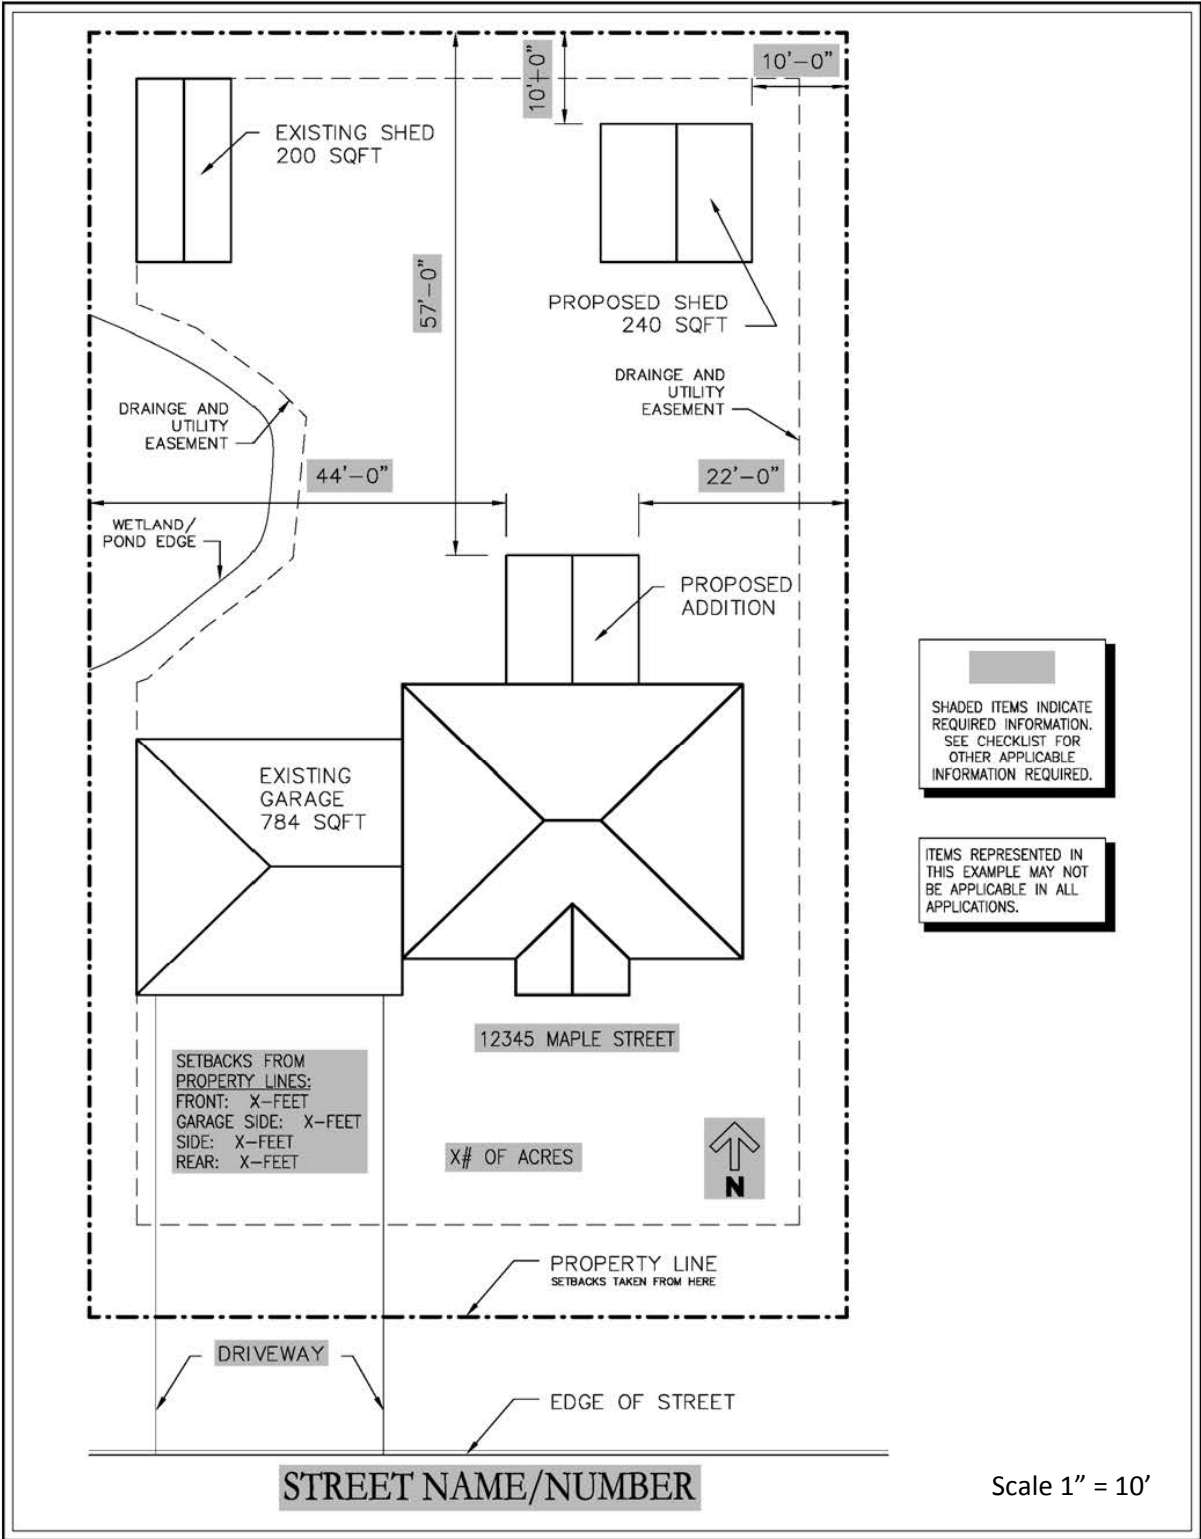 10'-0"
10'-0"
EXISTING SHED
200 SQFT
57'-0"
PROPOSED SHED
240 SQFT
DRAINGE AND
UTILITY
EASEMENT
DRAINGE AND
UTILITY
EASEMENT
44'-0"
22'-0"
WETLAND/
POND EDGE
PROPOSED
ADDITION
SHADED ITEMS INDICATE
REQUIRED INFORMATION.
SEE CHECKLIST FOR
OTHER APPLICABLE
INFORMATION REQUIRED.
EXISTING
GARAGE
784 SQFT
ITEMS REPRESENTED IN
THIS EXAMPLE MAY NOT
BE APPLICABLE IN ALL
APPLICATIONS.
12345 MAPLE STREET
SETBACKS FROM
PROPERTY LINES:
FRONT: X-FEET
GARAGE SIDE: X-FEET
SIDE: X-FEET
REAR: X-FEET
X# OF ACRES
N
PROPERTY LINE
SETBACKS TAKEN FROM HERE
DRIVEWAY
EDGE OF STREET
STREET NAME/NUMBER
Scale 1” = 10’